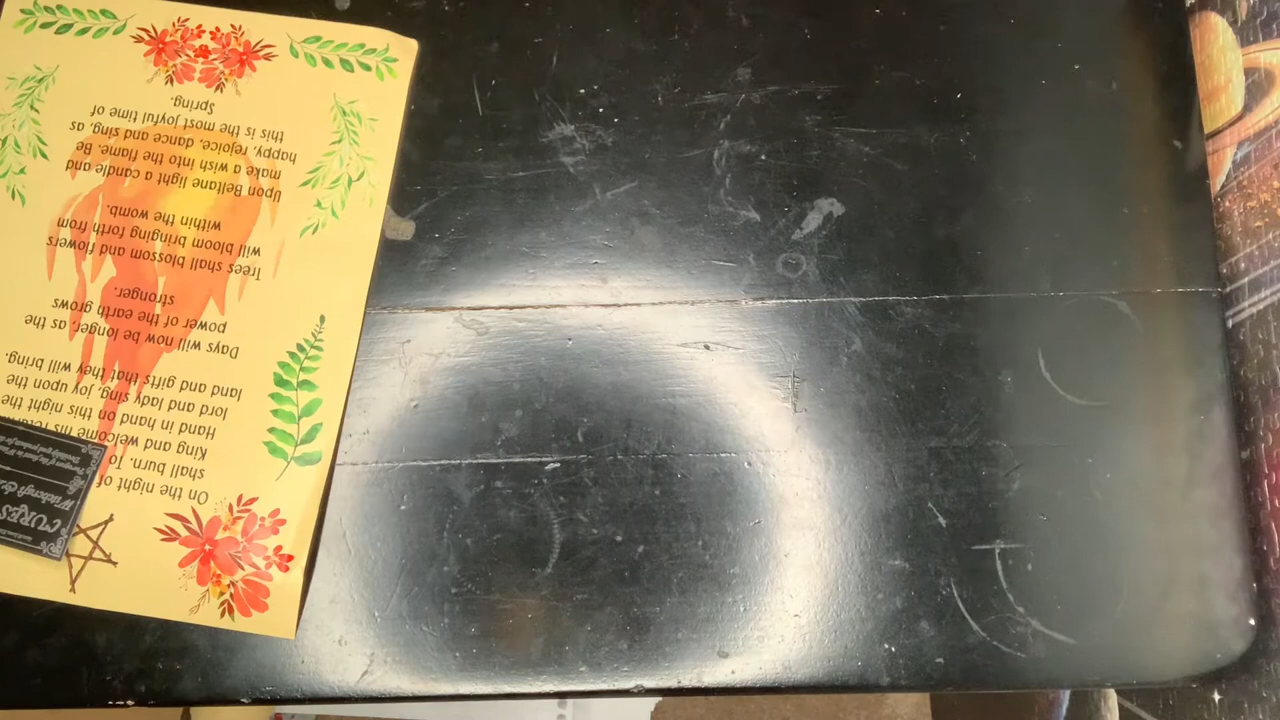 On the night of
shall burn. To
King and welcome his return
Hand in hand on this night the
lord and lady sing, joy upon the
land and gifts that they will bring.
Days will now be longer, as the
power of the earth grows
stronger.
Trees shall blossom and flowers
will bloom bringing forth from
within the womb.
Upon Beltane light a candle and
make a wish into the flame. Be
happy, rejoice, dance and sing, as
this is the most joyful time of
Spring.
CURES
Witchcraft &